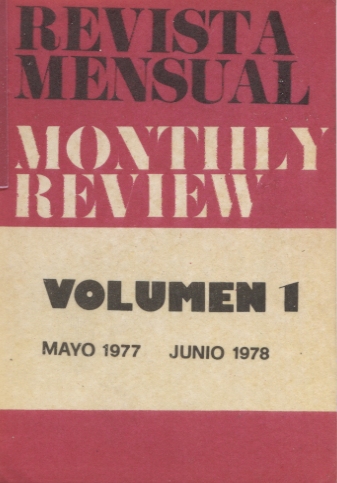 REVISTA
MENSUAL
MONTHLY
REVIEW
VOLUMEN 1
MAYO 1977 JUNIO 1978